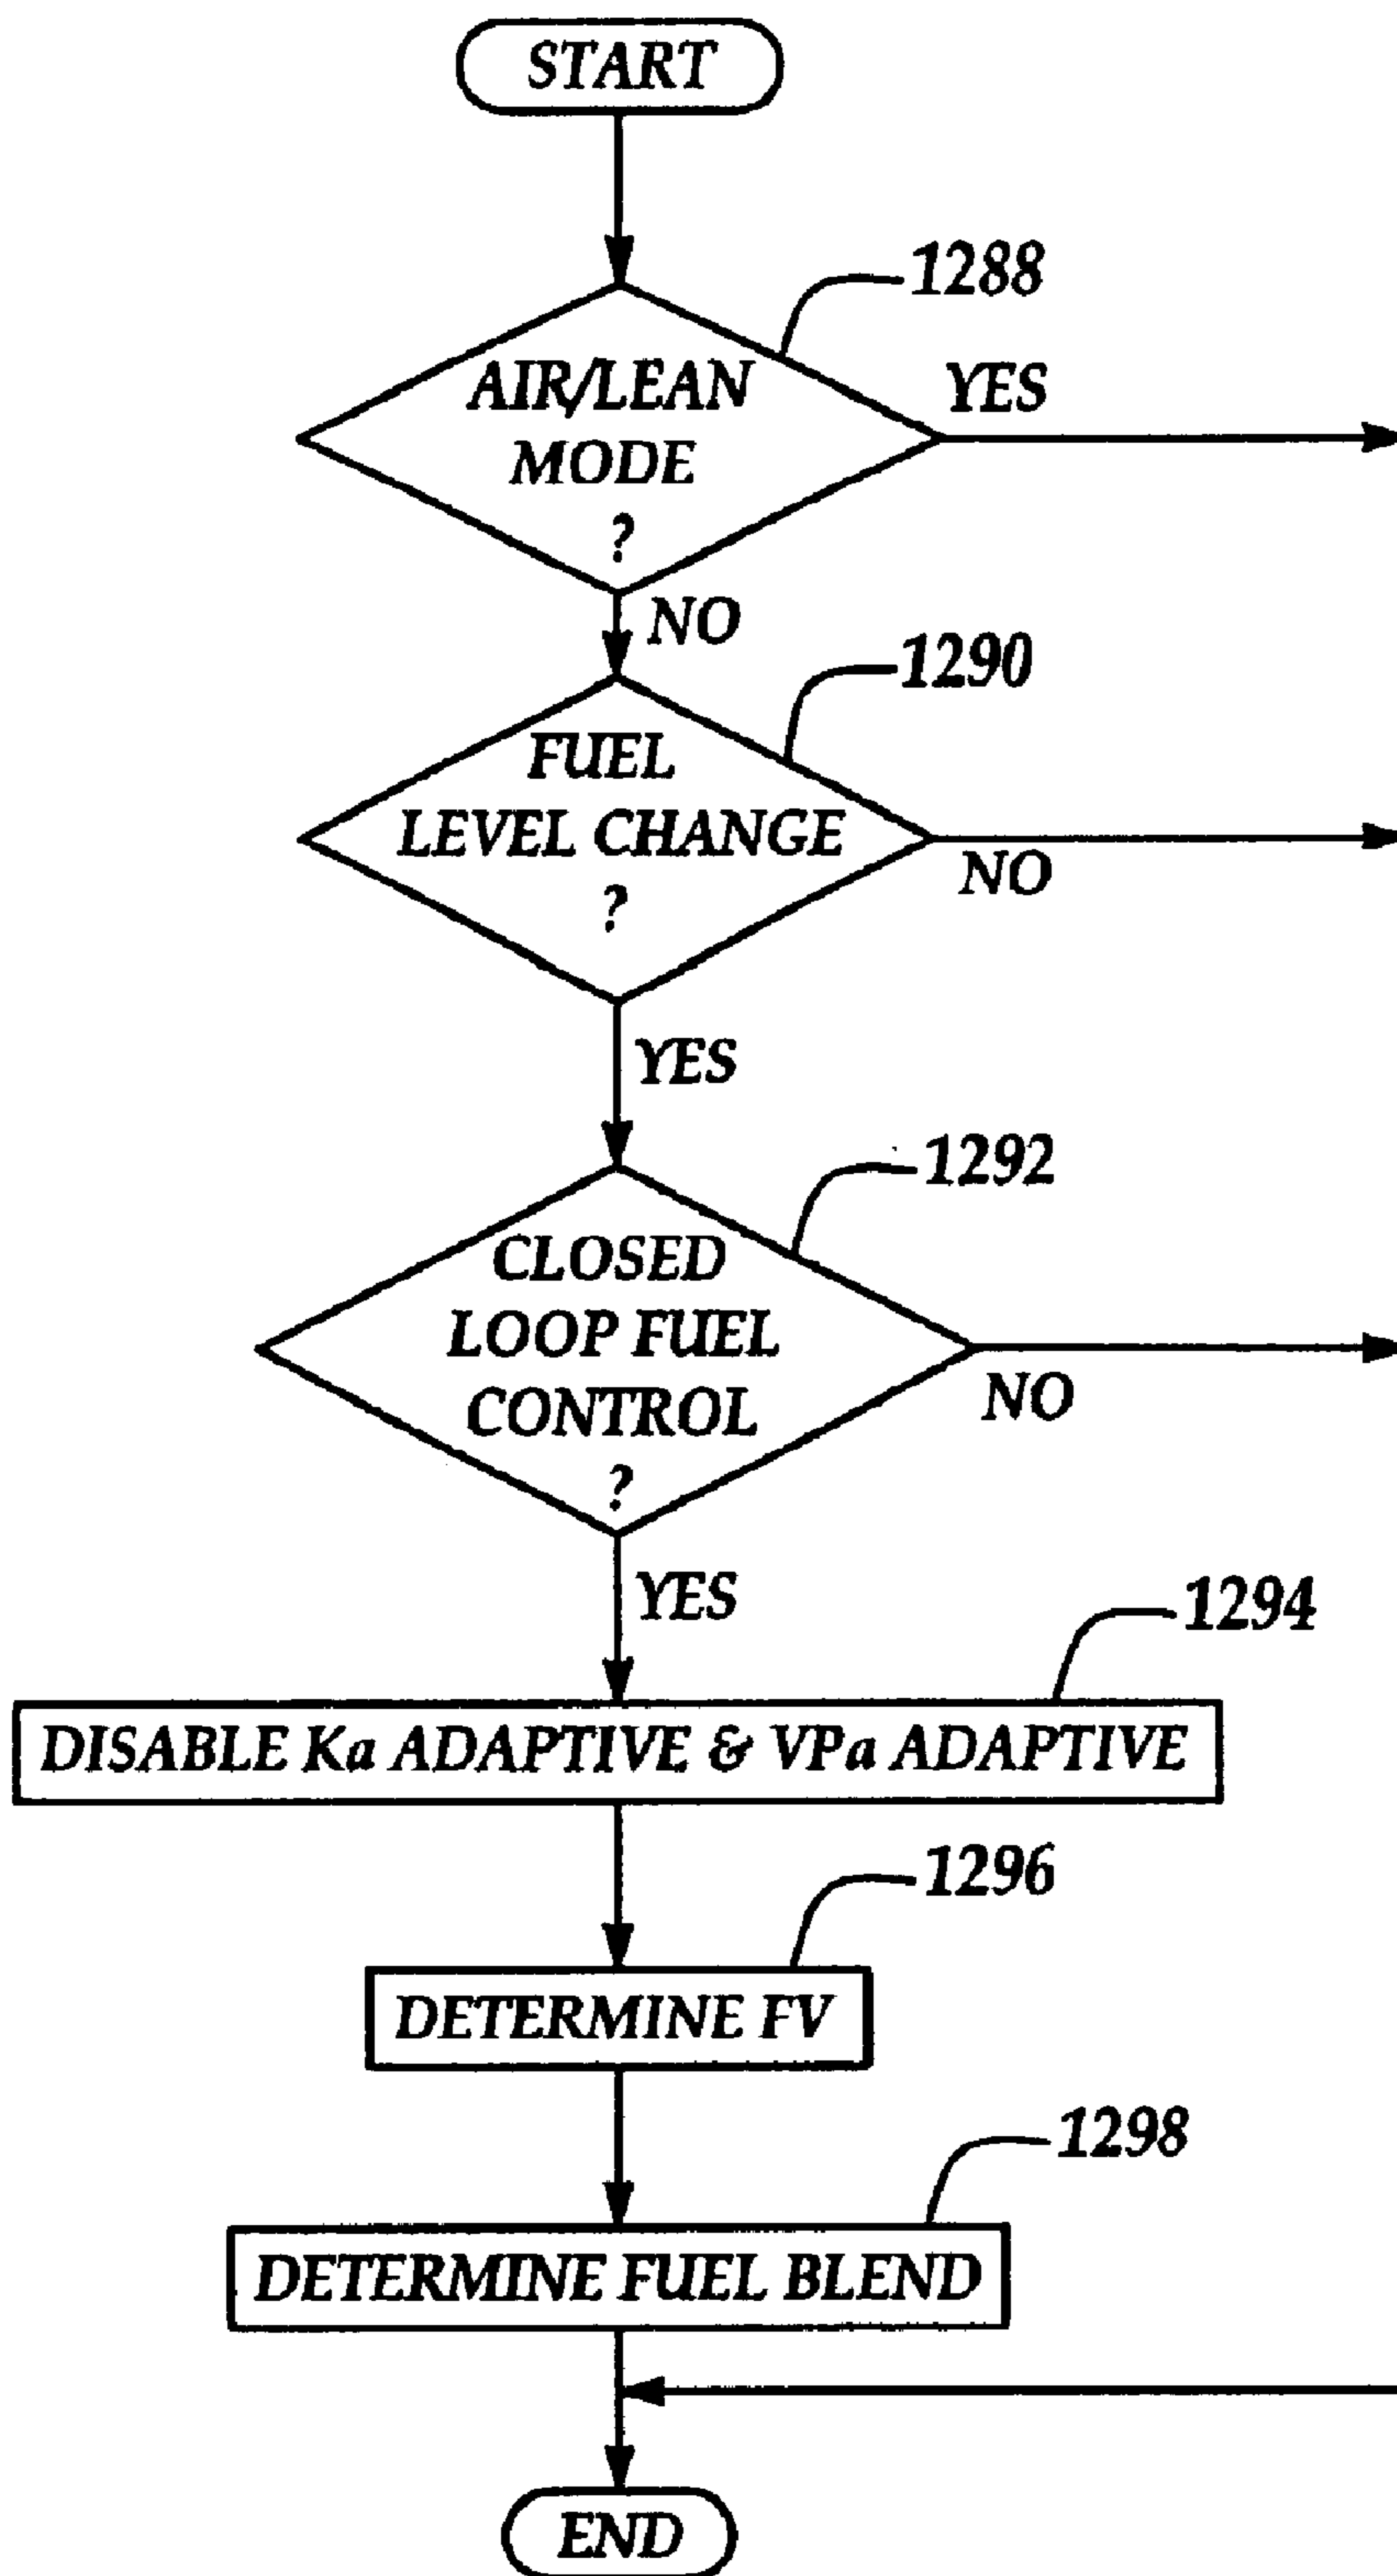 START
1288
AIR/LEAN
MODE
?
YES
NO
1290
FUEL
LEVEL CHANGE
?
NO
YES
1292
CLOSED
LOOP FUEL
CONTROL
?
NO
YES
1294
DISABLE Ka ADAPTIVE & VPa ADAPTIVE
1296
DETERMINE FV
1298
DETERMINE FUEL BLEND
END